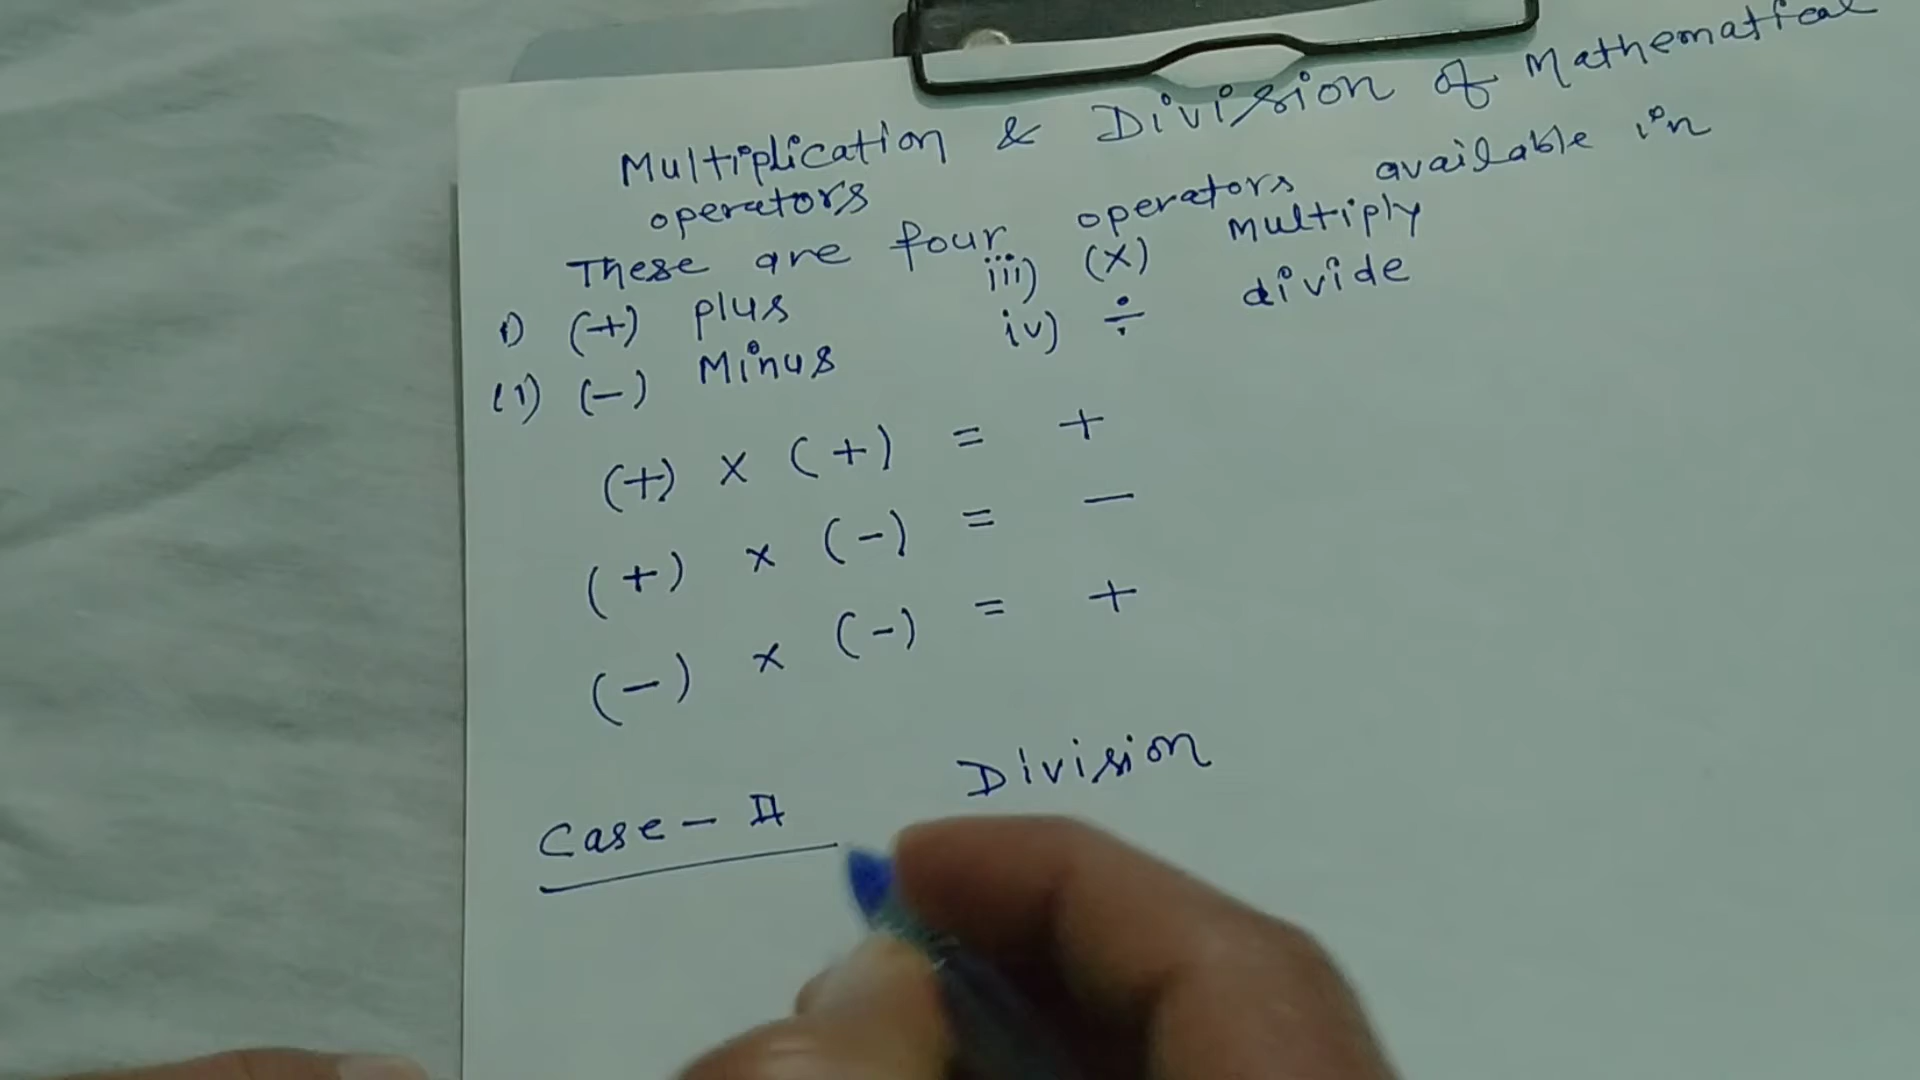 Multiplication & Division of Mathematical
operators
These are four operators available in
i) (+) plus iii) (x) Multiply
(i) (-) Minus iv) ÷ divide
(+) x (+) = +
(+) x (-) = -
(-) x (-) = +
Case - II Division